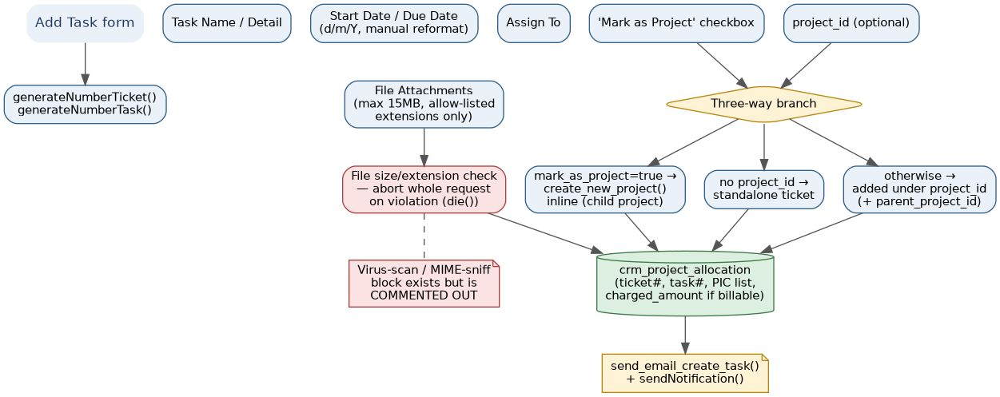 Add Task form
Task Name / Detail
Start Date / Due Date
(d/m/Y, manual reformat)
Assign To
'Mark as Project' checkbox
project_id (optional)
generateNumberTicket()
generateNumberTask()
File Attachments
(max 15MB, allow-listed
extensions only)
Three-way branch
File size/extension check
— abort whole request
on violation (die())
mark_as_project=true →
create_new_project()
inline (child project)
no project_id →
standalone ticket
otherwise →
added under project_id
(+ parent_project_id)
Virus-scan / MIME-sniff
block exists but is
COMMENTED OUT
crm_project_allocation
(ticket#, task#, PIC list,
charged_amount if billable)
send_email_create_task()
+ sendNotification()